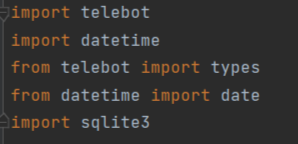 import telebot
import datetime
from telebot import types
from datetime import date
import sqlite3